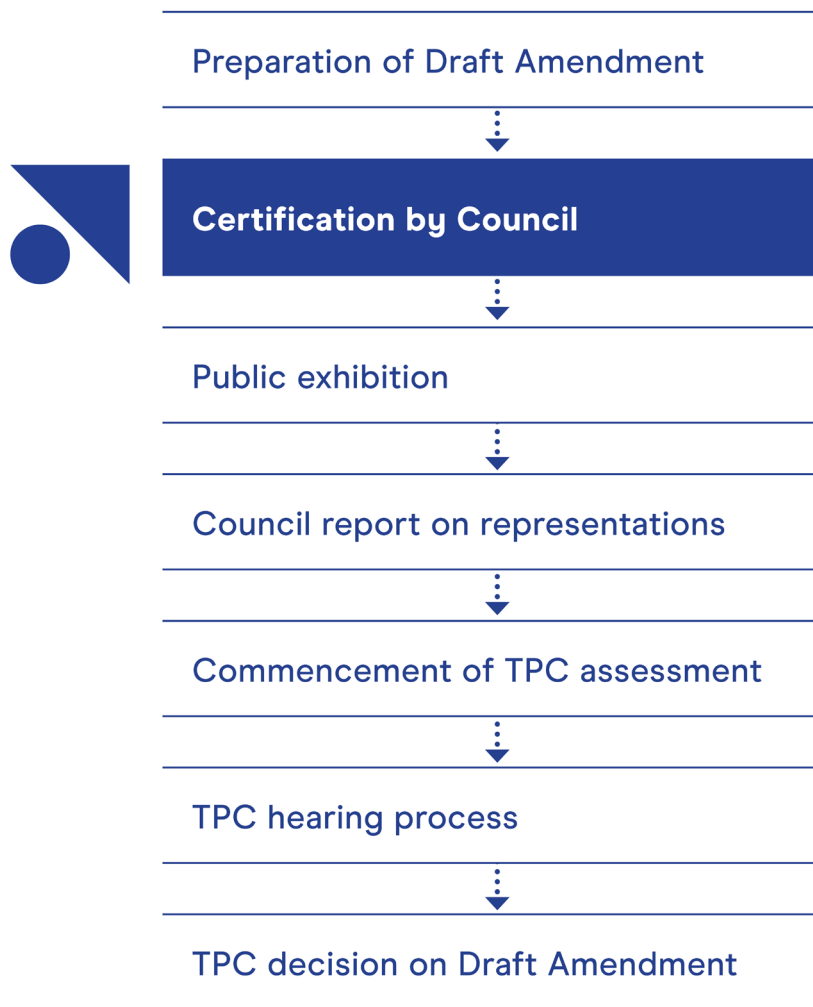 Preparation of Draft Amendment
Certification by Council
Public exhibition
Council report on representations
Commencement of TPC assessment
TPC hearing process
TPC decision on Draft Amendment